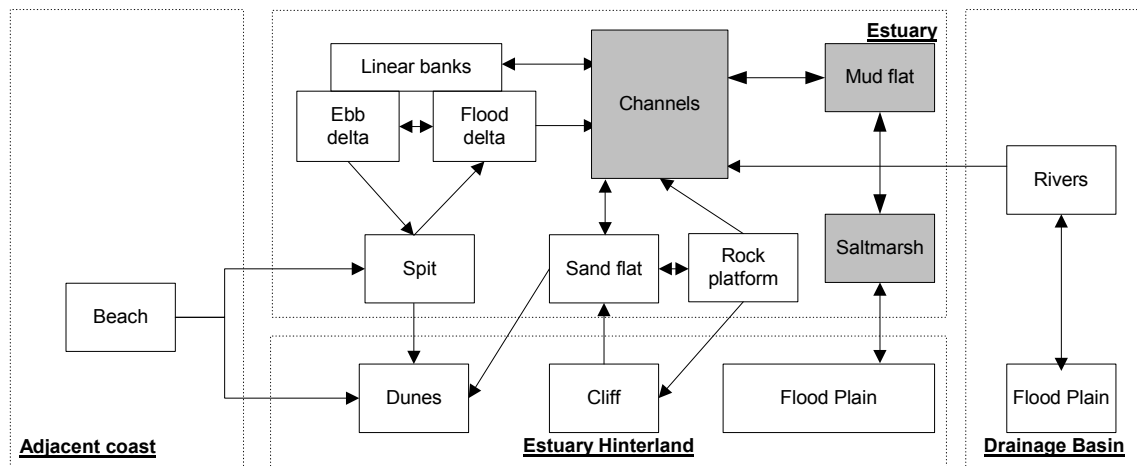 Estuary
Linear banks
Channels
Mud flat
Ebb
delta
Flood
delta
Rivers
Saltmarsh
Spit
Sand flat
Rock
platform
Beach
Dunes
Cliff
Flood Plain
Flood Plain
Adjacent coast
Estuary Hinterland
Drainage Basin